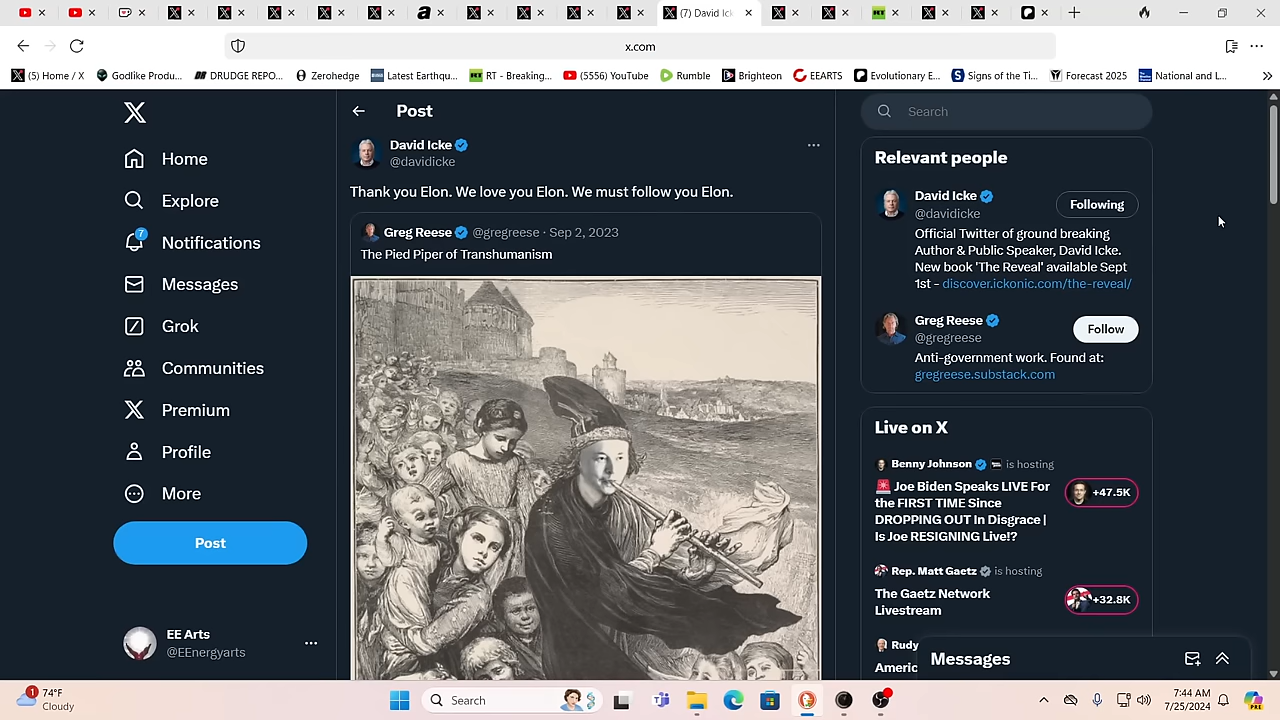 (7) David Ick
x.com
(5) Home / X
Godlike Produ...
DRUDGE REPO...
Zerohedge
Latest Earthqu...
RT - Breaking...
(5556) YouTube
Rumble
Brighteon
EEARTS
Evolutionary E...
Signs of the Ti...
Forecast 2025
National and L...
Home
Explore
7
Notifications
Messages
Grok
Communities
Premium
Profile
More
Post
EE Arts
@EEnergyarts
Post
David Icke
@davidicke
Thank you Elon. We love you Elon. We must follow you Elon.
Greg Reese @gregreese · Sep 2, 2023
The Pied Piper of Transhumanism
Search
Relevant people
David Icke
@davidicke
Following
Official Twitter of ground breaking
Author & Public Speaker, David Icke.
New book 'The Reveal' available Sept
1st - discover.ickonic.com/the-reveal/
Greg Reese
@gregreese
Follow
Anti-government work. Found at:
gregreese.substack.com
Live on X
Benny Johnson is hosting
🚨 Joe Biden Speaks LIVE For
the FIRST TIME Since
DROPPING OUT In Disgrace |
Is Joe RESIGNING Live!?
+47.5K
Rep. Matt Gaetz is hosting
The Gaetz Network
Livestream
+32.8K
Rudy
Americ
Messages
1
74°F
Cloudy
Search
7:44 AM
7/25/2024
PRE